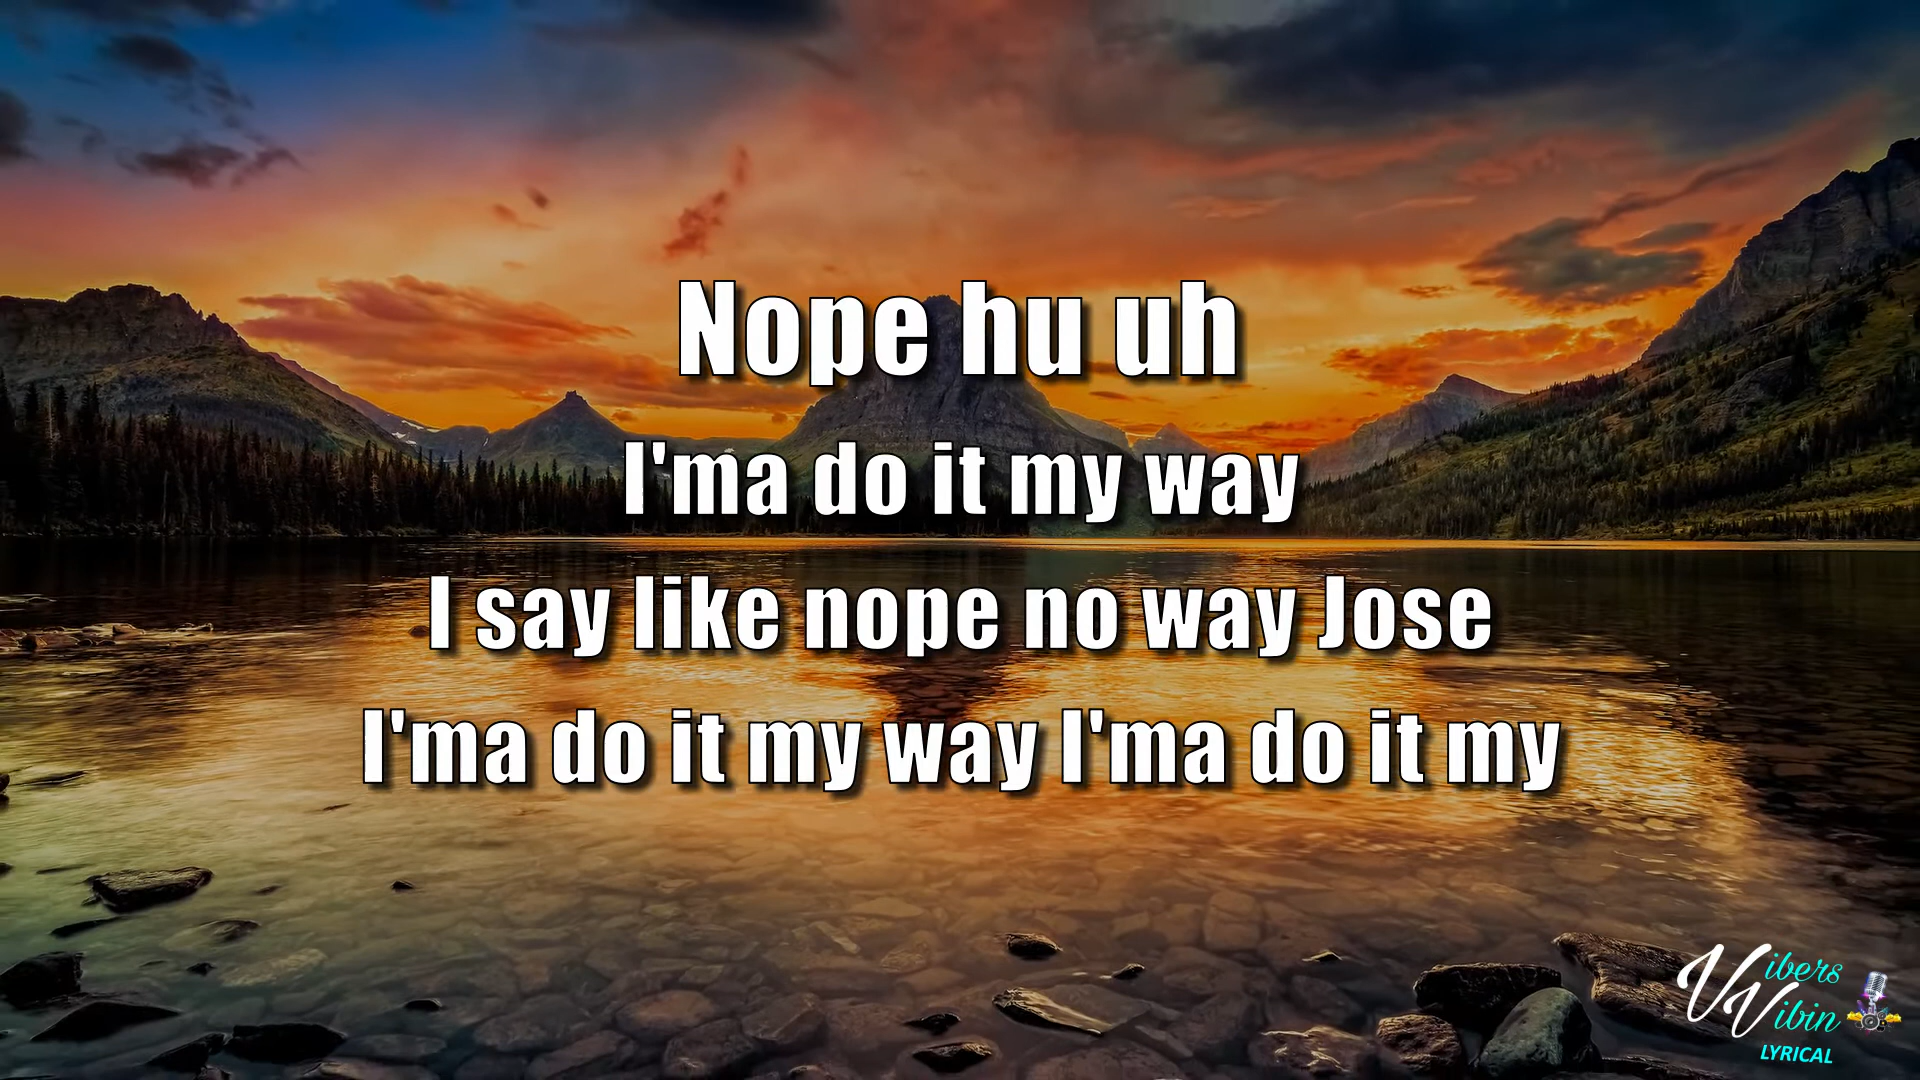 Nope hu uh
I'ma do it my way
I say like nope no way Jose
I'ma do it my way I'ma do it my
Vibers
Vibin
LYRICAL